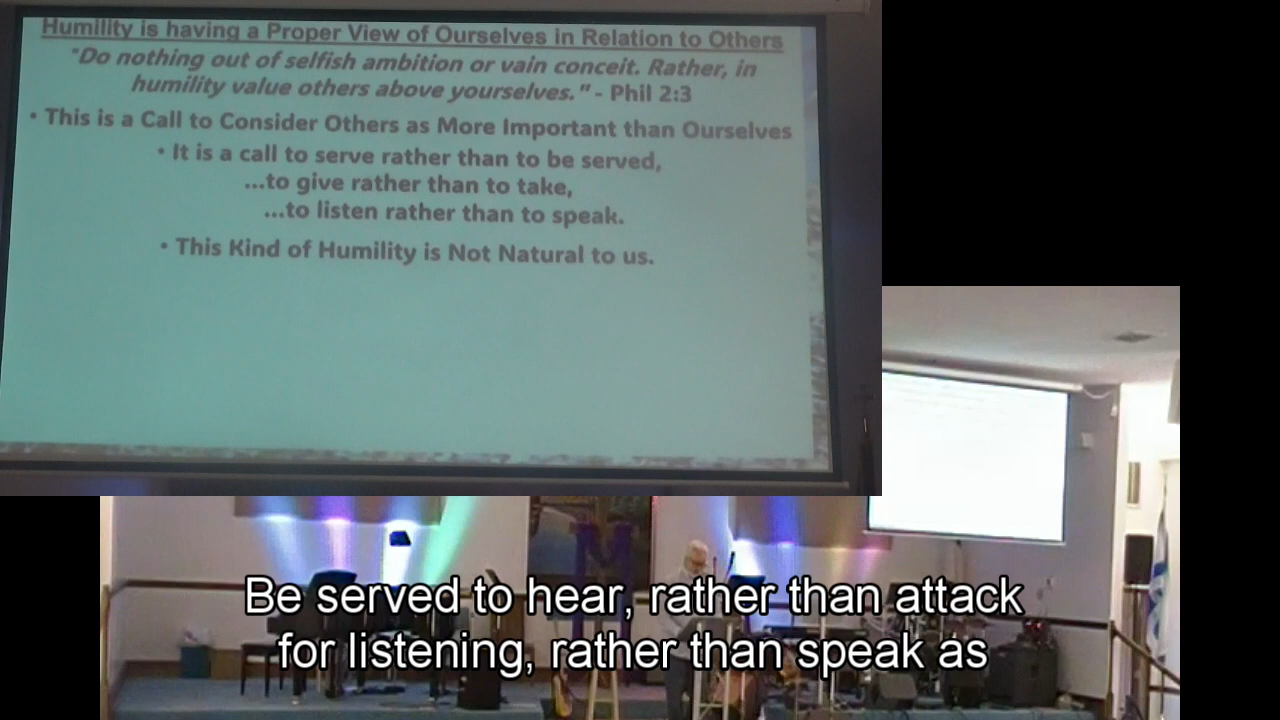 Humility is having a Proper View of Ourselves in Relation to Others
"Do nothing out of selfish ambition or vain conceit. Rather, in
humility value others above yourselves." - Phil 2:3
• This is a Call to Consider Others as More Important than Ourselves
• It is a call to serve rather than to be served,
...to give rather than to take,
...to listen rather than to speak.
• This Kind of Humility is Not Natural to us.
Be served to hear, rather than attack
for listening, rather than speak as